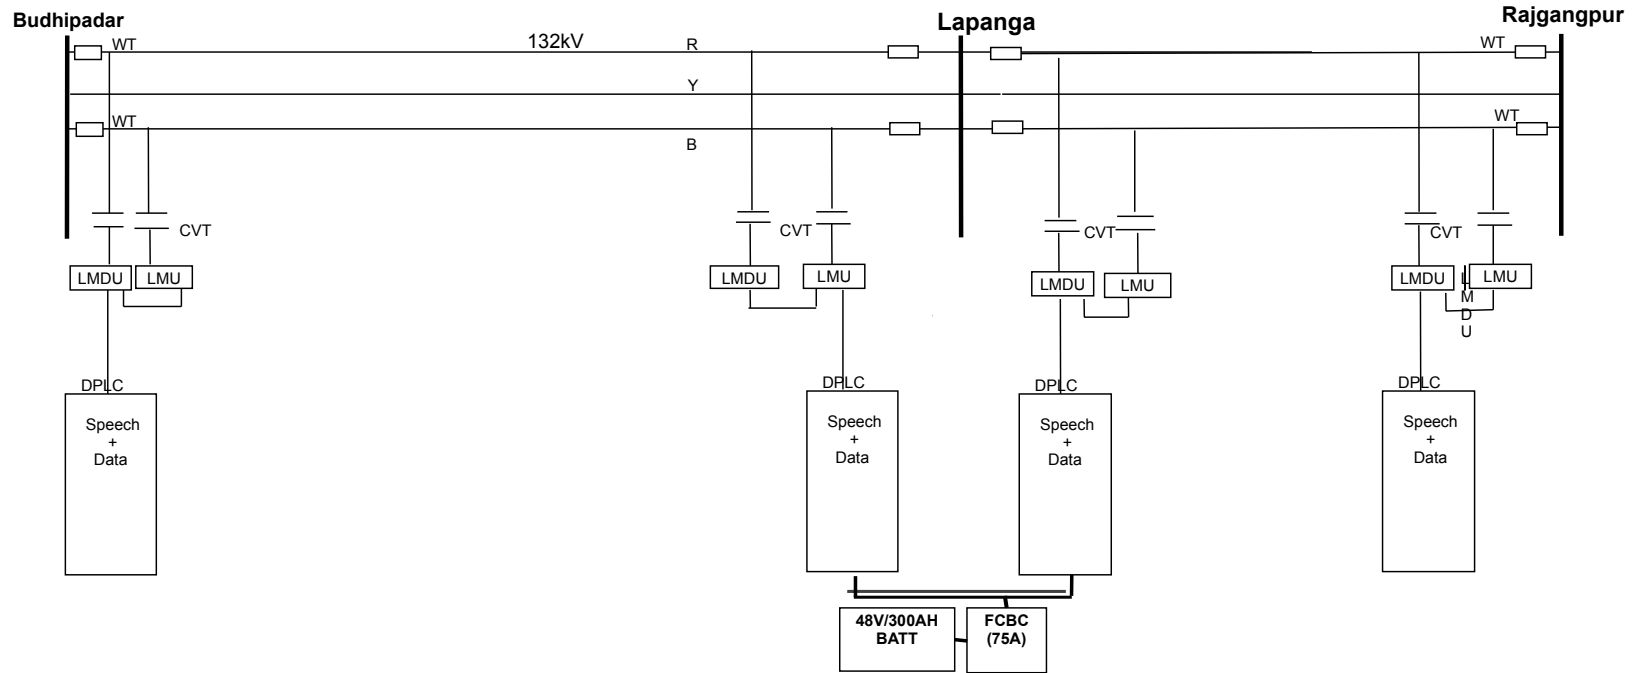 Budhipadar
Lapanga
Rajgangpur
WT
132kV
R
WT
Y
WT
B
WT
CVT
CVT
CVT
CVT
LMDU
LMU
LMDU
LMU
LMDU
LMU
LMDU
L
M
D
U
LMU
DPLC
DPLC
DPLC
DPLC
Speech
+
Data
Speech
+
Data
Speech
+
Data
Speech
+
Data
48V/300AH
BATT
FCBC
(75A)